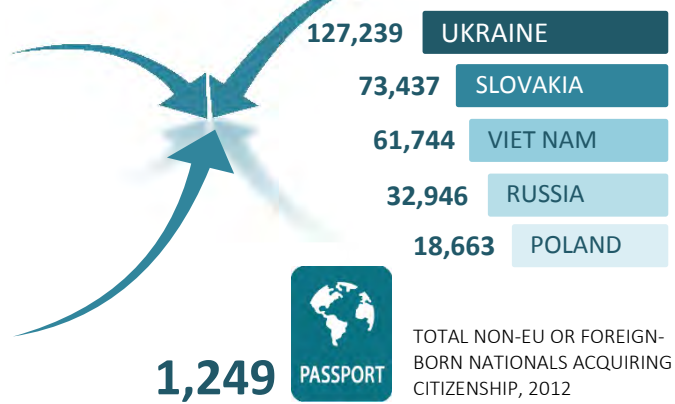 127,239 UKRAINE
73,437 SLOVAKIA
61,744 VIET NAM
32,946 RUSSIA
18,663 POLAND
1,249
PASSPORT
TOTAL NON-EU OR FOREIGN-
BORN NATIONALS ACQUIRING
CITIZENSHIP, 2012